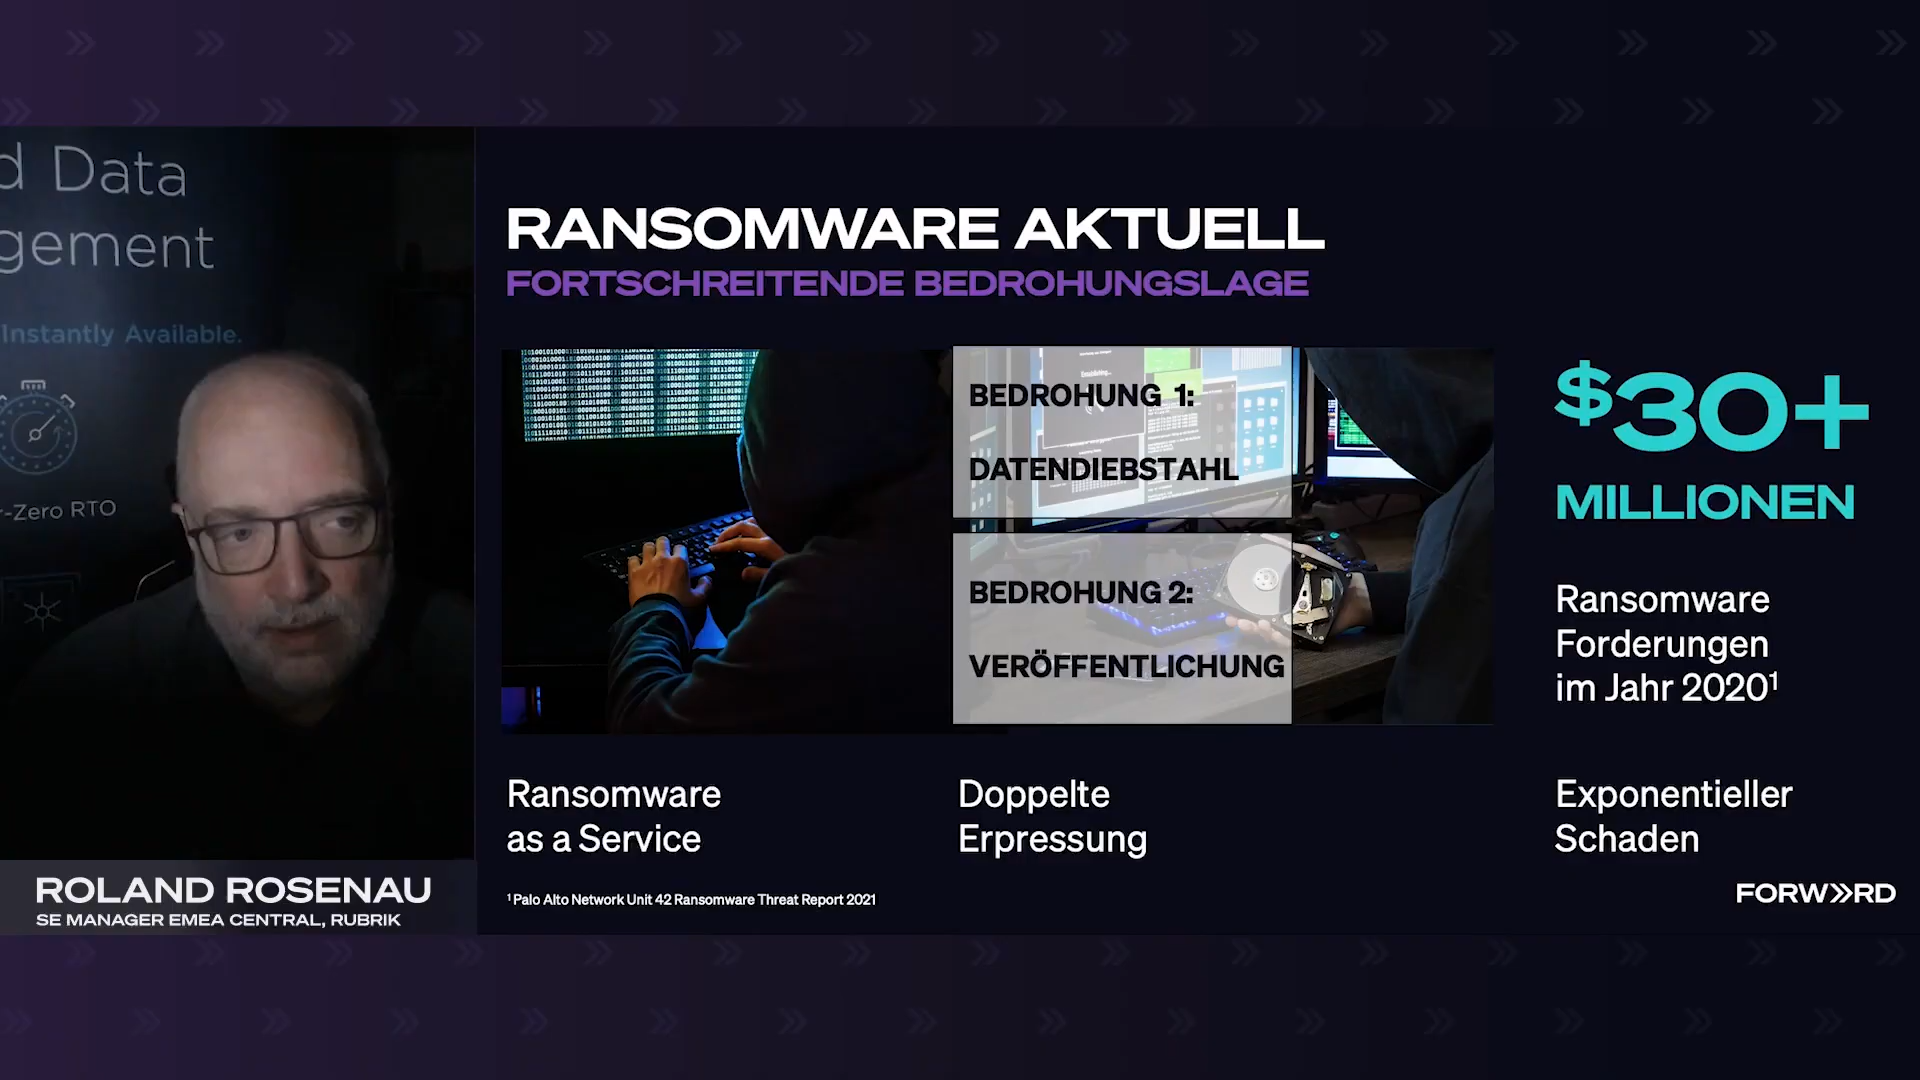 d Data
gement
Instantly Available.
-Zero RTO
RANSOMWARE AKTUELL
FORTSCHREITENDE BEDROHUNGSLAGE
BEDROHUNG 1:
DATENDIEBSTAHL
BEDROHUNG 2:
VERÖFFENTLICHUNG
$30+
MILLIONEN
Ransomware
Forderungen
im Jahr 2020¹
Ransomware
as a Service
Doppelte
Erpressung
Exponentieller
Schaden
¹ Palo Alto Network Unit 42 Ransomware Threat Report 2021
FORW»RD
ROLAND ROSENAU
SE MANAGER EMEA CENTRAL, RUBRIK